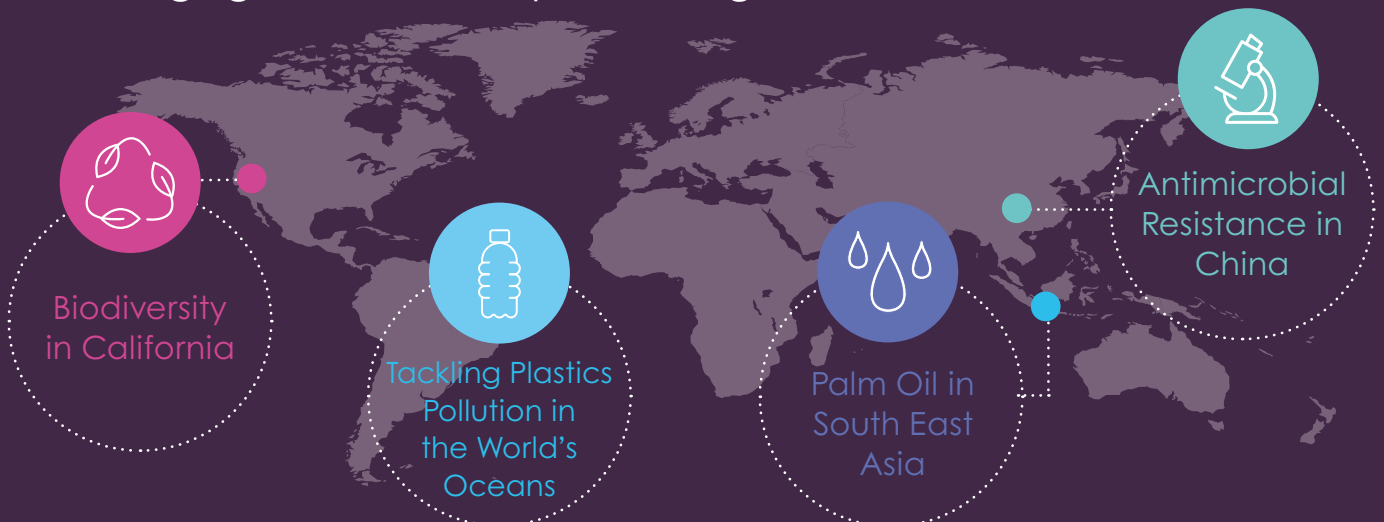 Biodiversity
in California
Tackling Plastics
Pollution in
the World's
Oceans
Palm Oil in
South East
Asia
Antimicrobial
Resistance in
China